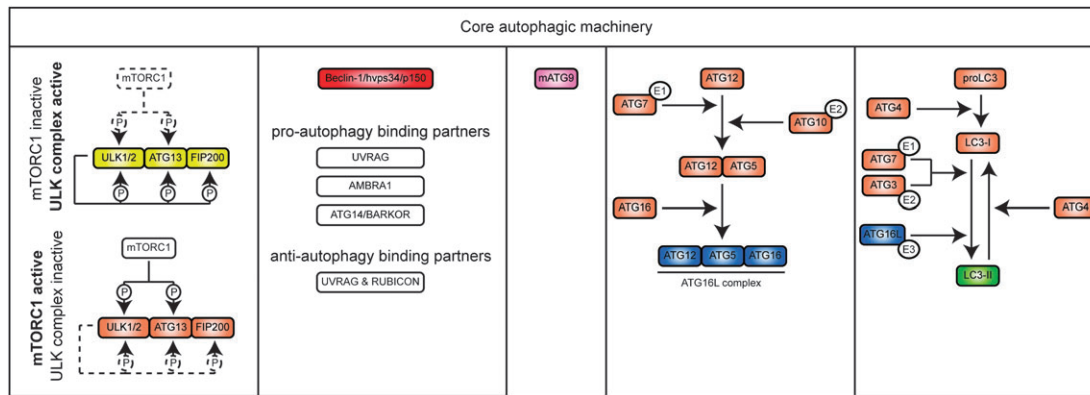 Core autophagic machinery
mTORC1 inactive
ULK complex active
mTORC1
P
P
ULK1/2
ATG13
FIP200
P
P
P
mTORC1 active
ULK complex inactive
mTORC1
P
P
ULK1/2
ATG13
FIP200
P
P
P
Beclin-1/hvps34/p150
pro-autophagy binding partners
UVRAG
AMBRA1
ATG14/BARKOR
anti-autophagy binding partners
UVRAG & RUBICON
mATG9
ATG12
E1
ATG7
E2
ATG10
ATG12
ATG5
ATG16
ATG12
ATG5
ATG16
ATG16L complex
proLC3
ATG4
LC3-I
E1
ATG7
ATG3
E2
ATG4
ATG16L
E3
LC3-II